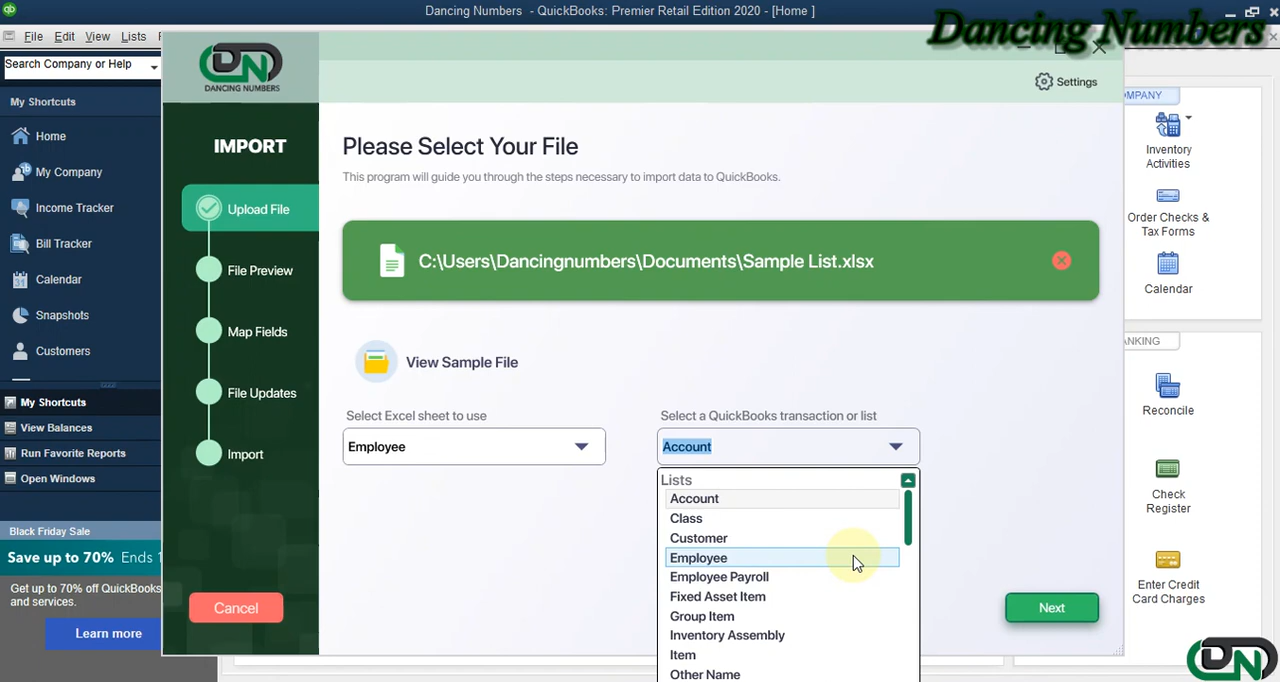 Dancing Numbers - QuickBooks: Premier Retail Edition 2020 - [Home ]
Dancing Numbers
File Edit View Lists
Search Company or Help
My Shortcuts
Home
My Company
Income Tracker
Bill Tracker
Calendar
Snapshots
Customers
My Shortcuts
View Balances
Run Favorite Reports
Open Windows
Black Friday Sale
Save up to 70% Ends 1
Get up to 70% off QuickBooks
and services.
Learn more
DN
DANCING NUMBERS
IMPORT
Upload File
File Preview
Map Fields
File Updates
Import
Cancel
Settings
Please Select Your File
This program will guide you through the steps necessary to import data to QuickBooks.
C:\Users\Dancingnumbers\Documents\Sample List.xlsx
View Sample File
Select Excel sheet to use
Employee
Select a QuickBooks transaction or list
Account
Lists
Account
Class
Customer
Employee
Employee Payroll
Fixed Asset Item
Group Item
Inventory Assembly
Item
Other Name
Next
OMPANY
Inventory
Activities
Order Checks &
Tax Forms
Calendar
ANKING
Reconcile
Check
Register
Enter Credit
Card Charges
DN